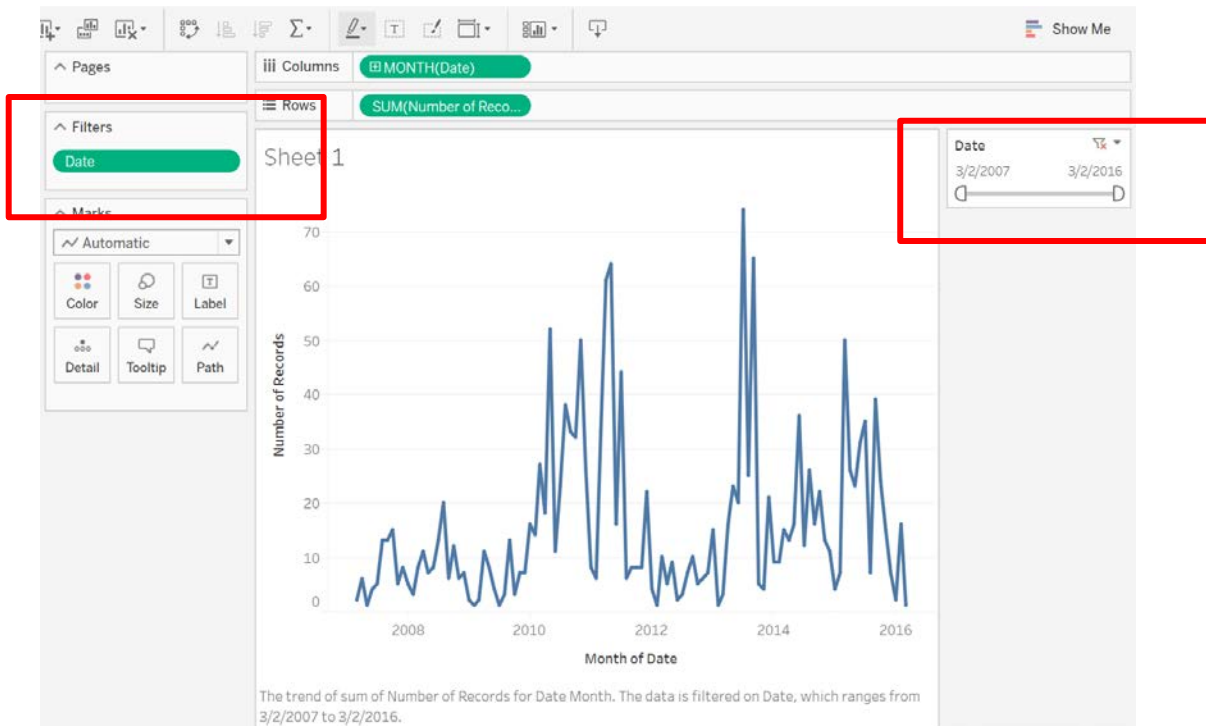 Show Me
Pages
iii Columns
MONTH(Date)
Rows
SUM(Number of Reco...
Filters
Date
Marks
Automatic
Color Size Label
Detail Tooltip Path
Sheet 1
70
60
50
40
30
20
10
0
Number of Records
2008 2010 2012 2014 2016
Month of Date
The trend of sum of Number of Records for Date Month. The data is filtered on Date, which ranges from
3/2/2007 to 3/2/2016.
Date
3/2/2007 3/2/2016